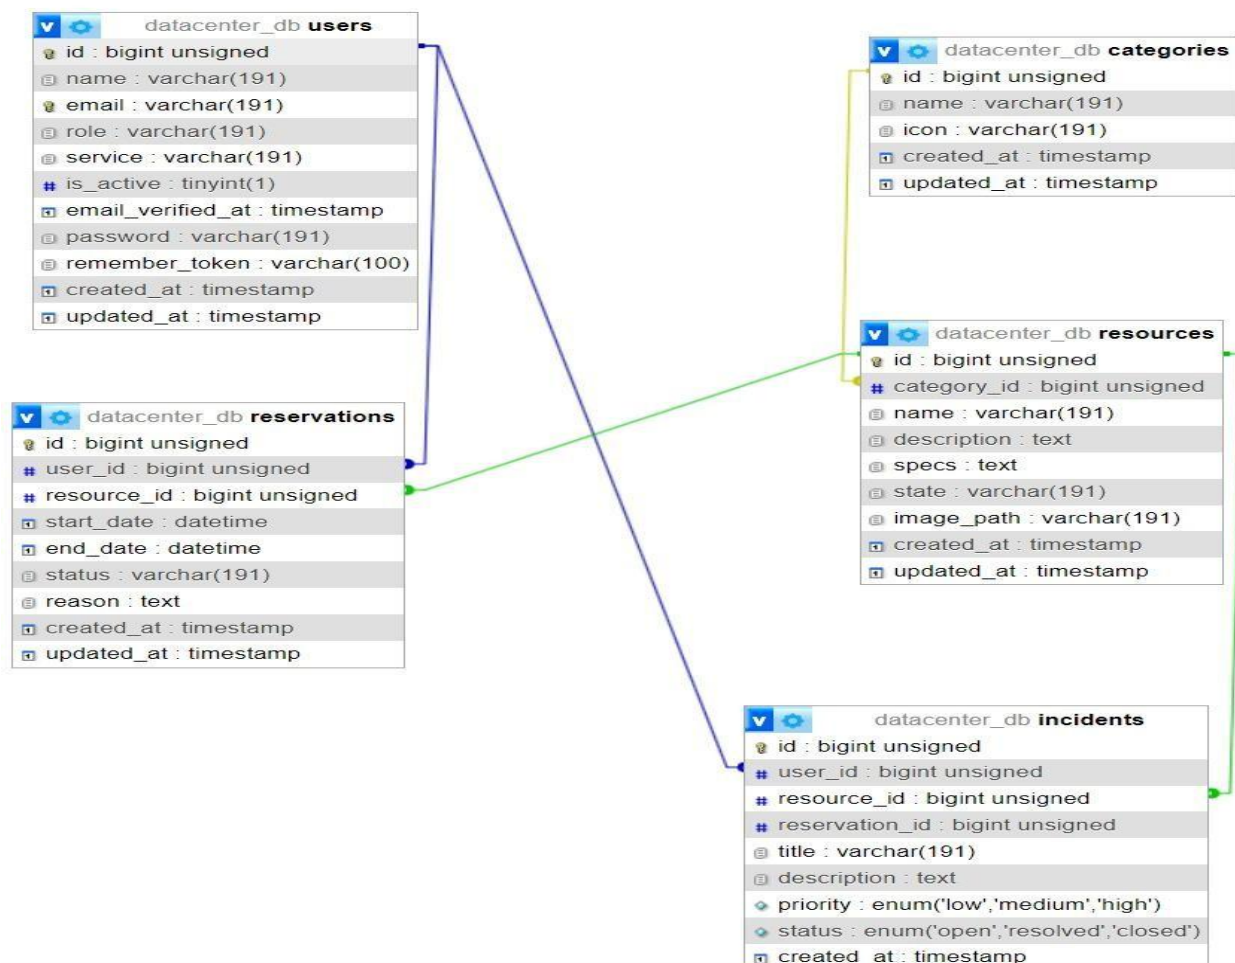 datacenter_db users
id : bigint unsigned
name : varchar(191)
email : varchar(191)
role : varchar(191)
service : varchar(191)
is_active : tinyint(1)
email_verified_at : timestamp
password : varchar(191)
remember_token : varchar(100)
created_at : timestamp
updated_at : timestamp
datacenter_db categories
id : bigint unsigned
name : varchar(191)
icon : varchar(191)
created_at : timestamp
updated_at : timestamp
datacenter_db resources
id : bigint unsigned
category_id : bigint unsigned
name : varchar(191)
description : text
specs : text
state : varchar(191)
image_path : varchar(191)
created_at : timestamp
updated_at : timestamp
datacenter_db reservations
id : bigint unsigned
user_id : bigint unsigned
resource_id : bigint unsigned
start_date : datetime
end_date : datetime
status : varchar(191)
reason : text
created_at : timestamp
updated_at : timestamp
datacenter_db incidents
id : bigint unsigned
user_id : bigint unsigned
resource_id : bigint unsigned
reservation_id : bigint unsigned
title : varchar(191)
description : text
priority : enum('low','medium','high')
status : enum('open','resolved','closed')
created_at : timestamp